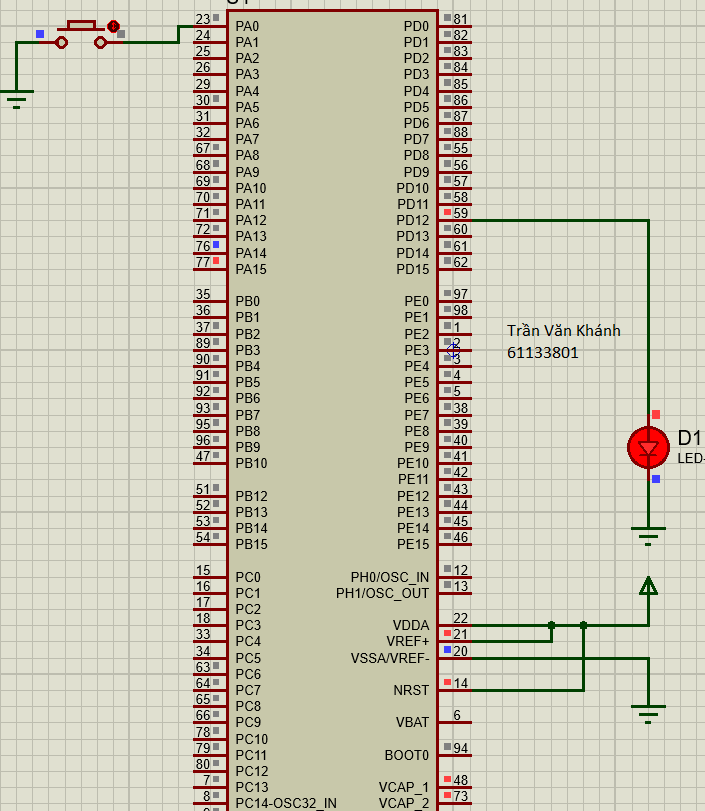 23 PA0 PD0 81
24 PA1 PD1 82
25 PA2 PD2 83
26 PA3 PD3 84
29 PA4 PD4 85
30 PA5 PD5 86
31 PA6 PD6 87
32 PA7 PD7 88
67 PA8 PD8 55
68 PA9 PD9 56
69 PA10 PD10 57
70 PA11 PD11 58
71 PA12 PD12 59
72 PA13 PD13 60
76 PA14 PD14 61
77 PA15 PD15 62
35 PB0 PE0 97
36 PB1 PE1 98
37 PB2 PE2 1
Trần Văn Khánh
89 PB3 PE3 2
61133801
90 PB4 PE4 3
91 PB5 PE5 4
92 PB6 PE6 5
93 PB7 PE7 38
95 PB8 PE8 39
D1
96 PB9 PE9 40
LED-
47 PB10 PE10 41
PE11 42
51 PB12 PE12 43
52 PB13 PE13 44
53 PB14 PE14 45
54 PB15 PE15 46
15 PC0 PH0/OSC_IN 12
16 PC1 PH1/OSC_OUT 13
17 PC2
18 PC3 VDDA 22
33 PC4 VREF+ 21
34 PC5 VSSA/VREF- 20
63 PC6
64 PC7 NRST 14
65 PC8
66 PC9 VBAT 6
78 PC10
79 PC11 BOOT0 94
80 PC12
7 PC13 VCAP_1 48
8 PC14-OSC32_IN VCAP_2 73